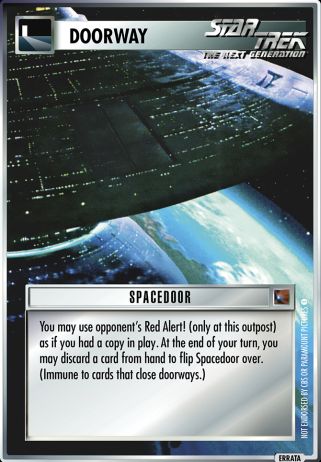 DOORWAY
STAR TREK
THE NEXT GENERATION
SPACEDOOR
You may use opponent's Red Alert! (only at this outpost)
as if you had a copy in play. At the end of your turn, you
may discard a card from hand to flip Spacedoor over.
(Immune to cards that close doorways.)
NOT ENDORSED BY CBS OR PARAMOUNT PICTURES
ERRATA